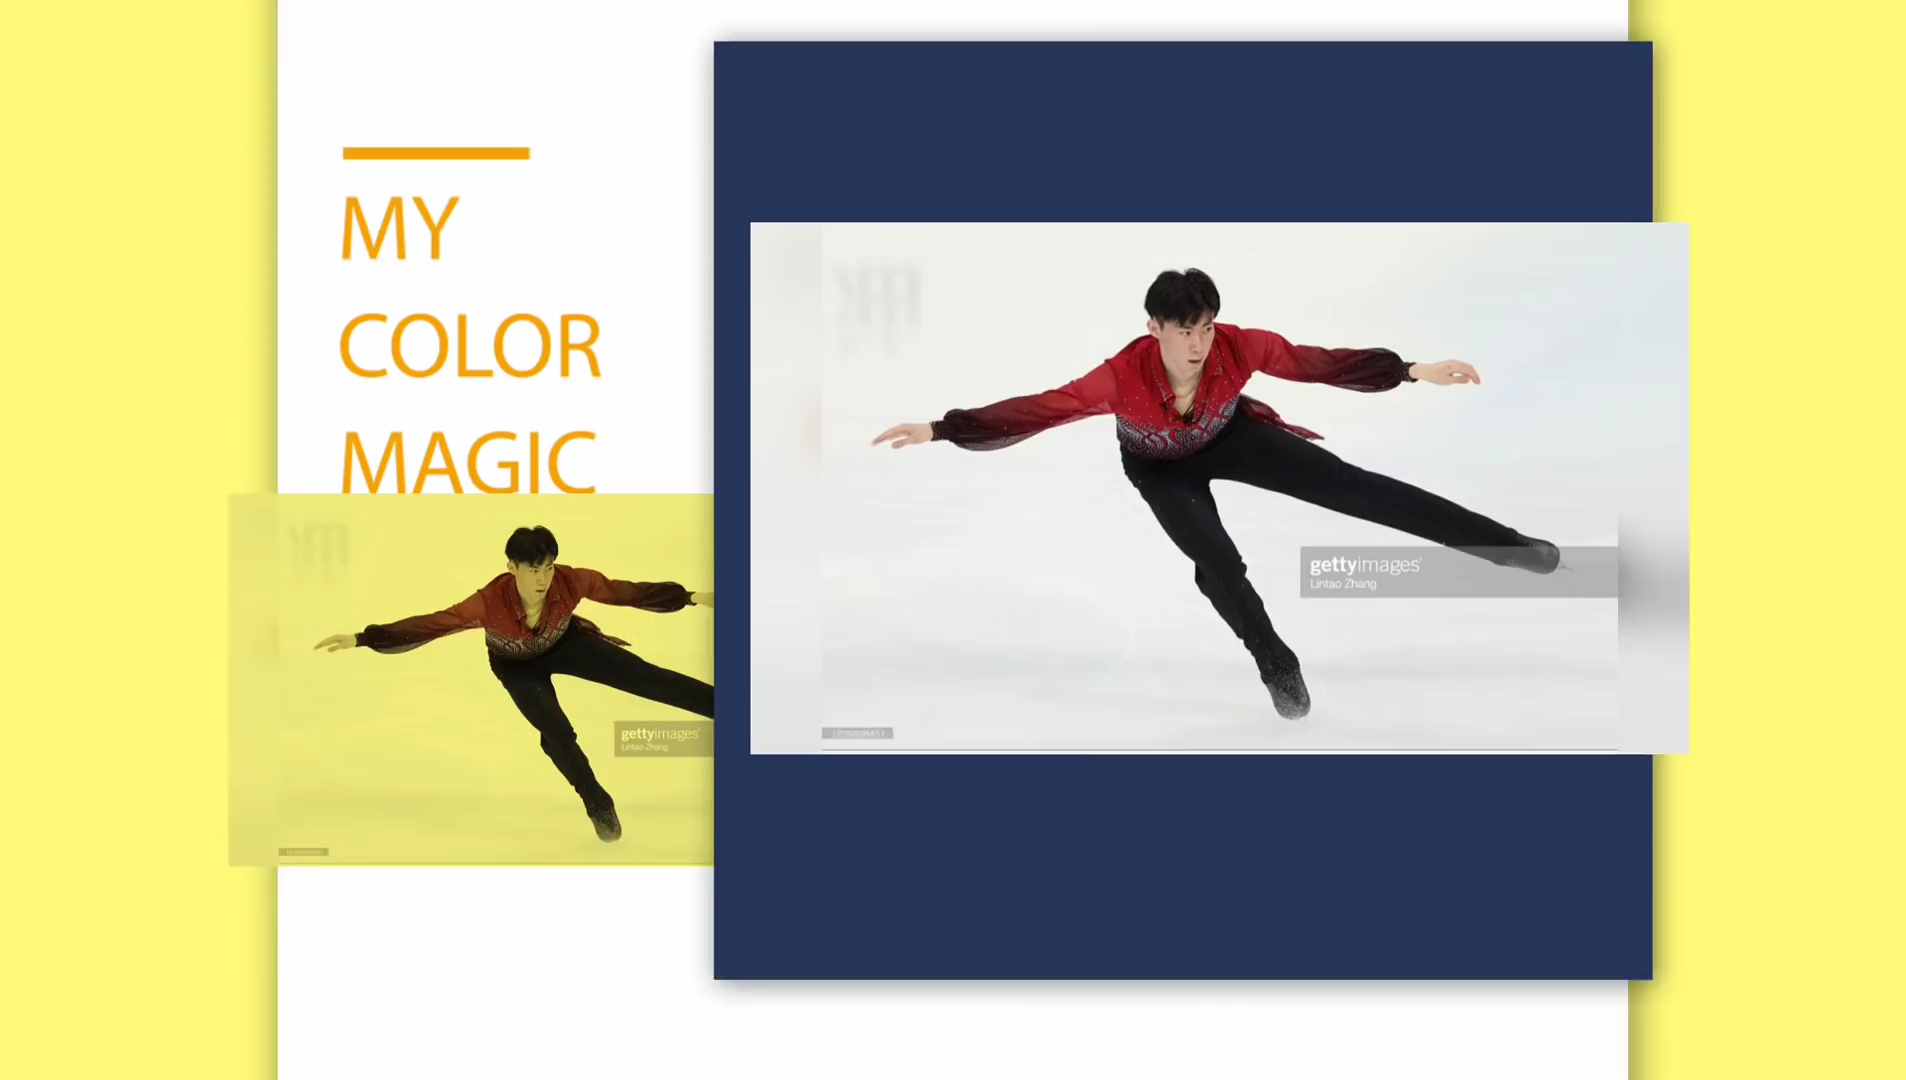 MY
COLOR
MAGIC
gettyimages®
Lintao Zhang
gettyimages®
Lintao Zhang